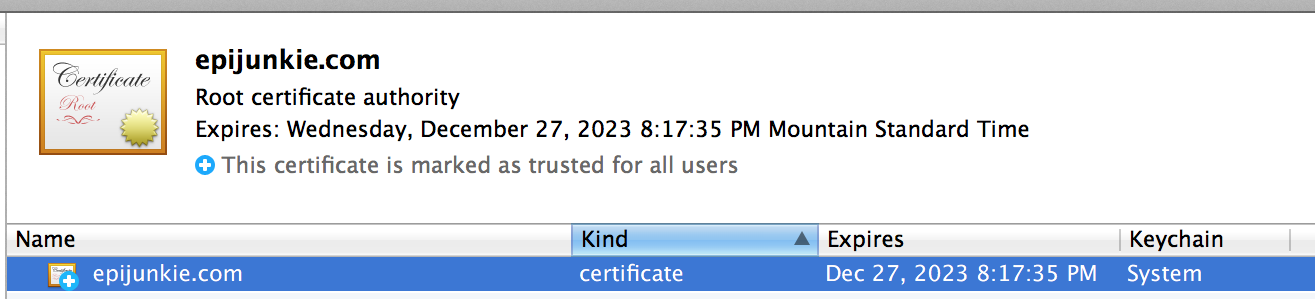 Certificate
Root
epijunkie.com
Root certificate authority
Expires: Wednesday, December 27, 2023 8:17:35 PM Mountain Standard Time
This certificate is marked as trusted for all users
Name Kind Expires Keychain
epijunkie.com certificate Dec 27, 2023 8:17:35 PM System